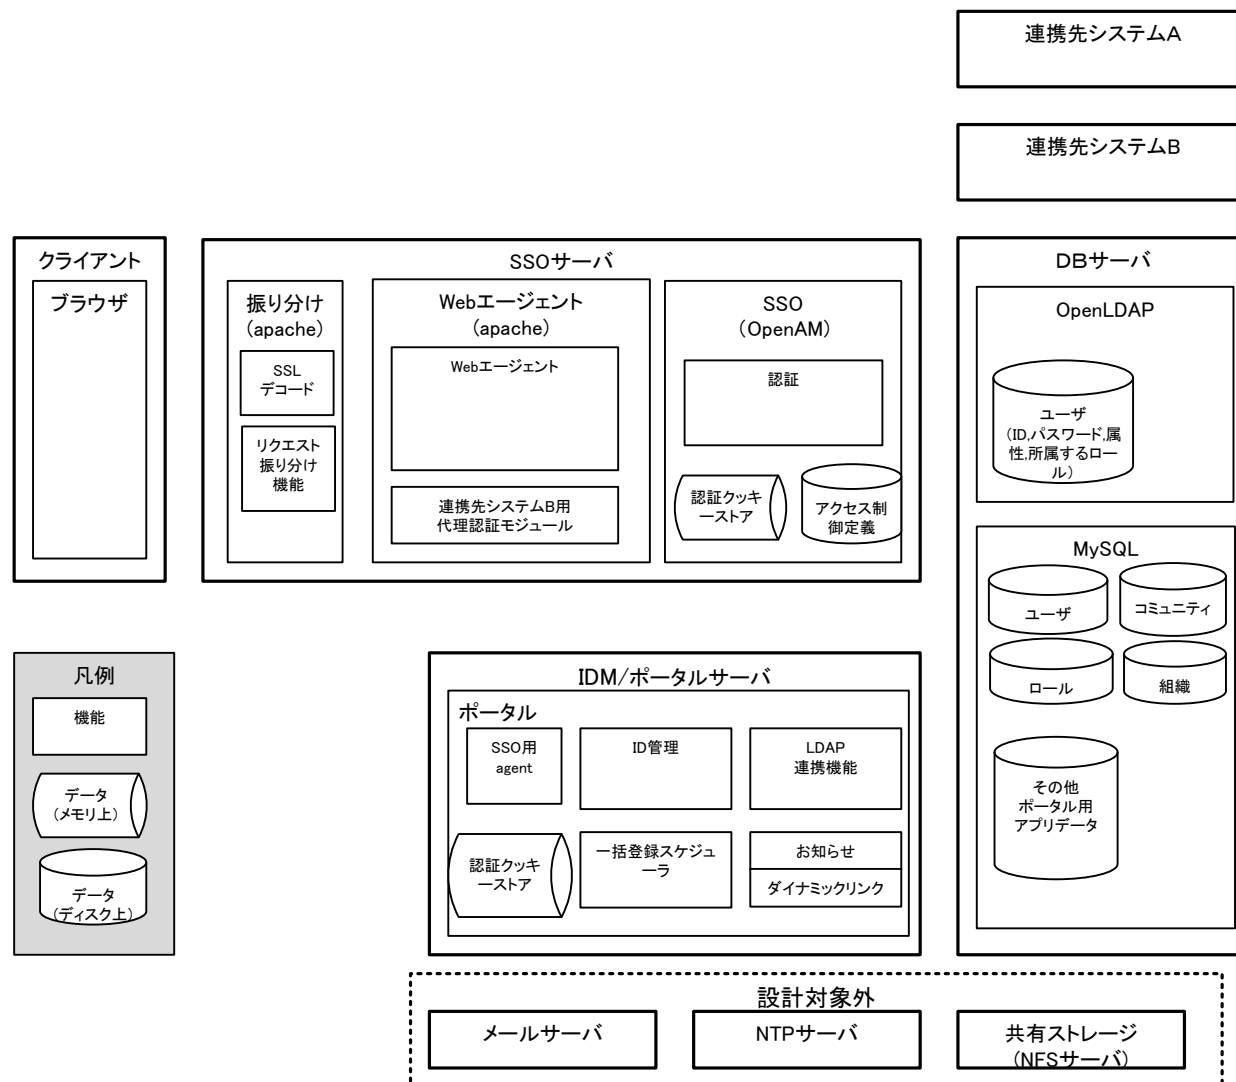 連携先システムA
連携先システムB
クライアント
ブラウザ
SSOサーバ
振り分け
(apache)
SSL
デコード
リクエスト
振り分け
機能
Webエージェント
(apache)
Webエージェント
連携先システムB用
代理認証モジュール
SSO
(OpenAM)
認証
認証クッキ
ーストア
アクセス制
御定義
DBサーバ
OpenLDAP
ユーザ
(ID,パスワード,属
性,所属するロー
ル)
MySQL
ユーザ
コミュニティ
ロール
組織
その他
ポータル用
アプリデータ
凡例
機能
データ
(メモリ上)
データ
(ディスク上)
IDM/ポータルサーバ
ポータル
SSO用
agent
ID管理
LDAP
連携機能
認証クッキ
ーストア
一括登録スケジュ
ーラ
お知らせ
ダイナミックリンク
設計対象外
メールサーバ
NTPサーバ
共有ストレージ
(NFSサーバ)